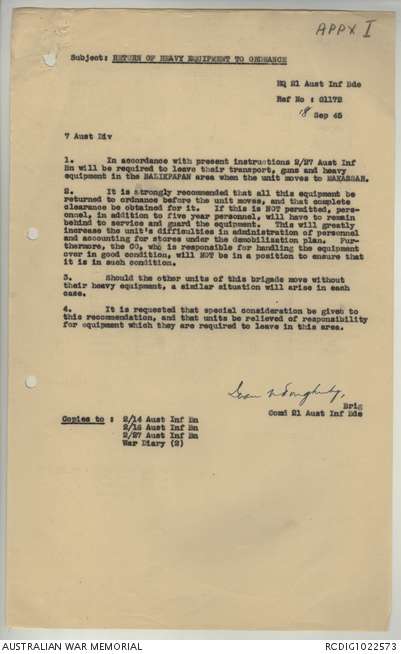 APPX I
Subject: RETURN OF HEAVY EQUIPMENT TO ORDNANCE
HQ 21 Aust Inf Bde
Ref No : G117B
18 Sep 45
7 Aust Div
1. In accordance with present instructions 2/27 Aust Inf
Bn will be required to leave their transport, guns and heavy
equipment in the BALIKPAPAN area when the unit moves to MAKASSAR.
2. It is strongly recommended that all this equipment be
returned to ordnance before the unit moves, and that complete
clearance be obtained for it. If this is NOT permitted, pers-
onnel, in addition to five year personnel, will have to remain
behind to service and guard the equipment. This will greatly
increase the unit's difficulties in administration of personnel
and accounting for stores under the demobilization plan. Fur-
thermore, the CO, who is responsible for handling the equipment
over in good condition, will NOT be in a position to ensure that
it is in such condition.
3. Should the other units of this brigade move without
their heavy equipment, a similar situation will arise in each
case.
4. It is requested that special consideration be given to
this recommendation, and that units be relieved of responsibility
for equipment which they are required to leave in this area.
Brig
Comd 21 Aust Inf Bde
Copies to : 2/14 Aust Inf Bn
2/16 Aust Inf Bn
2/27 Aust Inf Bn
War Diary (2)
AUSTRALIAN WAR MEMORIAL
RCDIG1022573